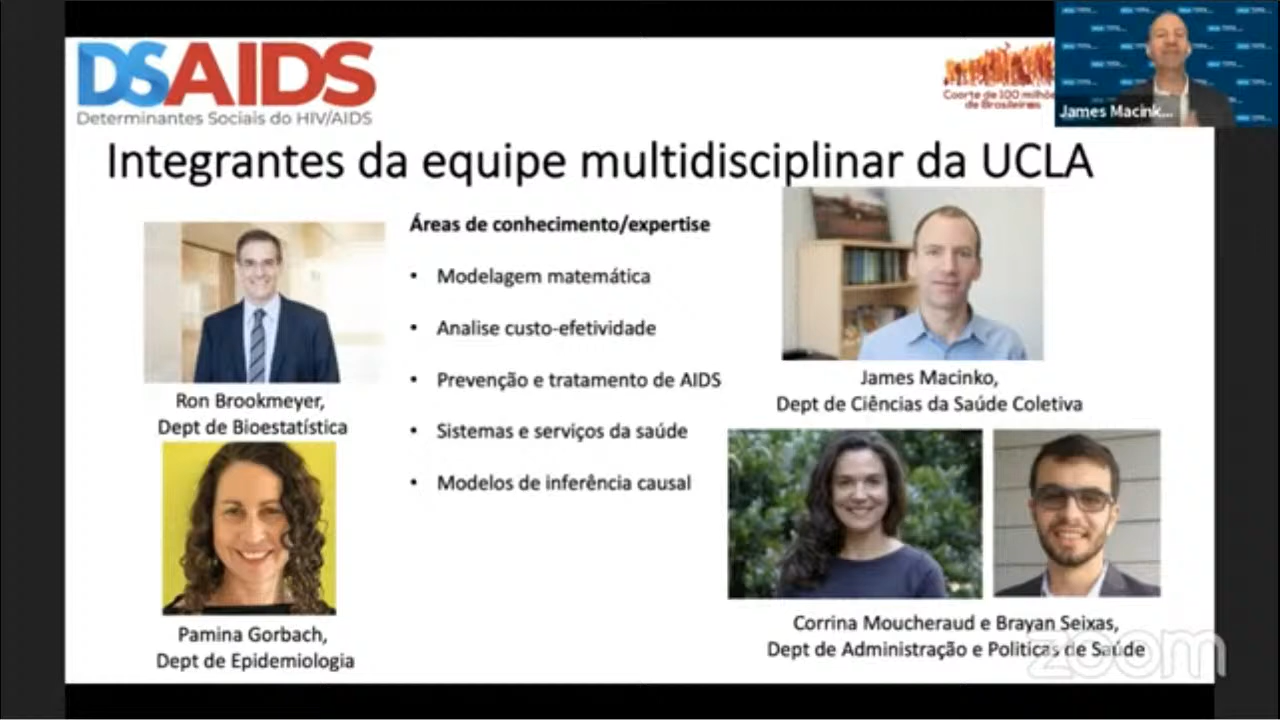 DSAIDS
Determinantes Sociais do HIV/AIDS
Coorte de 100 milhõe
de Brasileiros
James Macink...
Integrantes da equipe multidisciplinar da UCLA
Áreas de conhecimento/expertise
• Modelagem matemática
• Analise custo-efetividade
• Prevenção e tratamento de AIDS
• Sistemas e serviços da saúde
• Modelos de inferência causal
Ron Brookmeyer,
Dept de Bioestatística
Pamina Gorbach,
Dept de Epidemiologia
James Macinko,
Dept de Ciências da Saúde Coletiva
Corrina Moucheraud e Brayan Seixas,
Dept de Administração e Politicas de Saúde
zoom